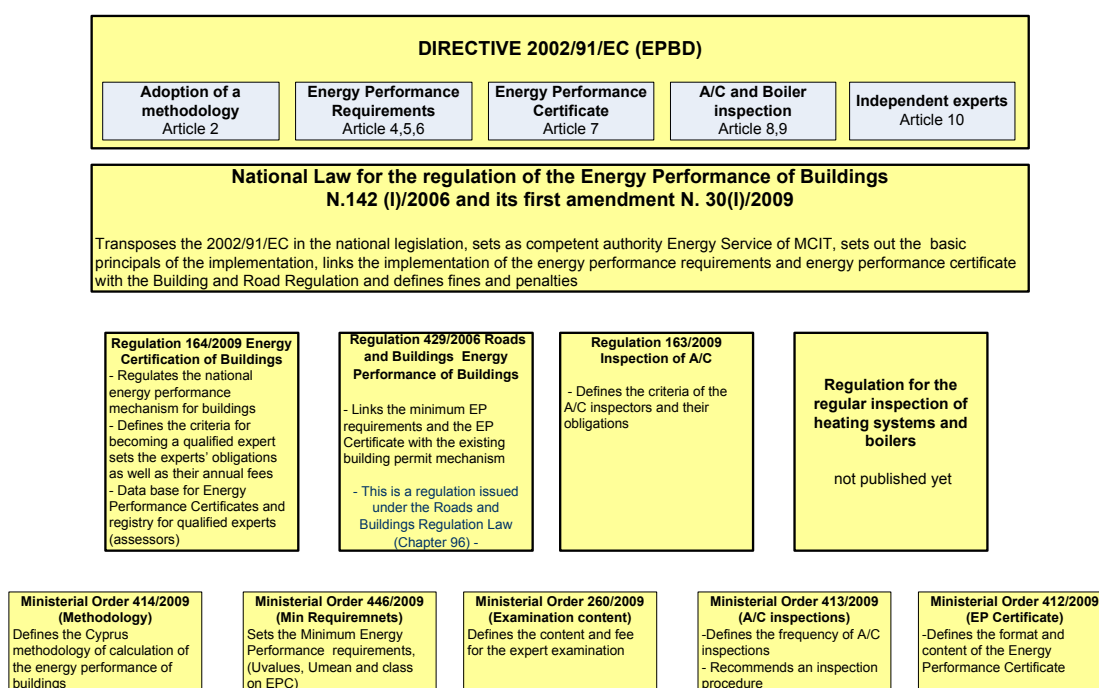 DIRECTIVE 2002/91/EC (EPBD)
Adoption of a
methodology
Article 2
Energy Performance
Requirements
Article 4,5,6
Energy Performance
Certificate
Article 7
A/C and Boiler
inspection
Article 8,9
Independent experts
Article 10
National Law for the regulation of the Energy Performance of Buildings
N.142 (I)/2006 and its first amendment N. 30(I)/2009
Transposes the 2002/91/EC in the national legislation, sets as competent authority Energy Service of MCIT, sets out the basic
principals of the implementation, links the implementation of the energy performance requirements and energy performance certificate
with the Building and Road Regulation and defines fines and penalties
Regulation 164/2009 Energy
Certification of Buildings
- Regulates the national
energy performance
mechanism for buildings
- Defines the criteria for
becoming a qualified expert
sets the experts' obligations
as well as their annual fees
- Data base for Energy
Performance Certificates and
registry for qualified experts
(assessors)
Regulation 429/2006 Roads
and Buildings Energy
Performance of Buildings
- Links the minimum EP
requirements and the EP
Certificate with the existing
building permit mechanism
- This is a regulation issued
under the Roads and
Buildings Regulation Law
(Chapter 96) -
Regulation 163/2009
Inspection of A/C
- Defines the criteria of the
A/C inspectors and their
obligations
Regulation for the
regular inspection of
heating systems and
boilers
not published yet
Ministerial Order 414/2009
(Methodology)
Defines the Cyprus
methodology of calculation of
the energy performance of
buildings
Ministerial Order 446/2009
(Min Requiremnets)
Sets the Minimum Energy
Performance requirements,
(Uvalues, Umean and class
on EPC)
Ministerial Order 260/2009
(Examination content)
Defines the content and fee
for the expert examination
Ministerial Order 413/2009
(A/C inspections)
-Defines the frequency of A/C
inspections
- Recommends an inspection
procedure
Ministerial Order 412/2009
(EP Certificate)
-Defines the format and
content of the Energy
Performance Certificate